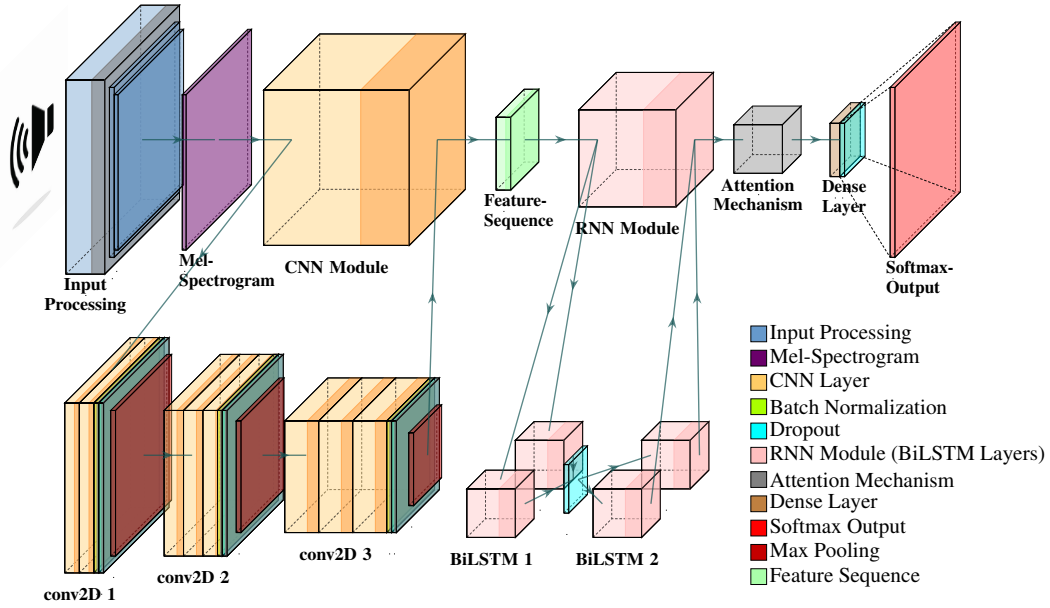 Input
Processing
Mel-
Spectrogram
CNN Module
Feature-
Sequence
RNN Module
Attention
Mechanism
Dense
Layer
Softmax-
Output
conv2D 1
conv2D 2
conv2D 3
BiLSTM 1
BiLSTM 2
Input Processing
Mel-Spectrogram
CNN Layer
Batch Normalization
Dropout
RNN Module (BiLSTM Layers)
Attention Mechanism
Dense Layer
Softmax Output
Max Pooling
Feature Sequence